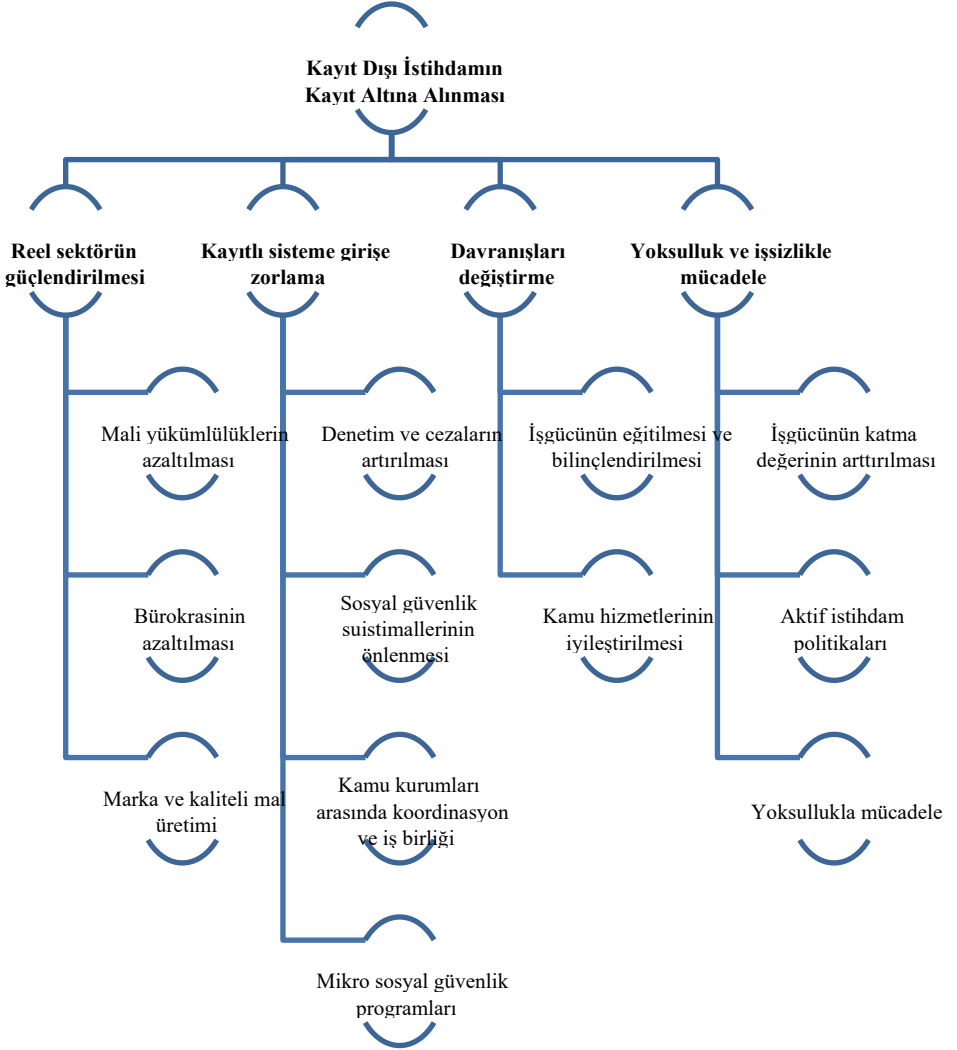 Kayıt Dışı İstihdamın
Kayıt Altına Alınması
Reel sektörün
güçlendirilmesi
Mali yükümlülüklerin
azaltılması
Bürokrasinin
azaltılması
Marka ve kaliteli mal
üretimi
Kayıtlı sisteme girişe
zorlama
Denetim ve cezaların
artırılması
Sosyal güvenlik
suistimallerinin
önlenmesi
Kamu kurumları
arasında koordinasyon
ve iş birliği
Mikro sosyal güvenlik
programları
Davranışları
değiştirme
İşgücünün eğitilmesi ve
bilinçlendirilmesi
Kamu hizmetlerinin
iyileştirilmesi
Yoksulluk ve işsizlikle
mücadele
İşgücünün katma
değerinin arttırılması
Aktif istihdam
politikaları
Yoksullukla mücadele